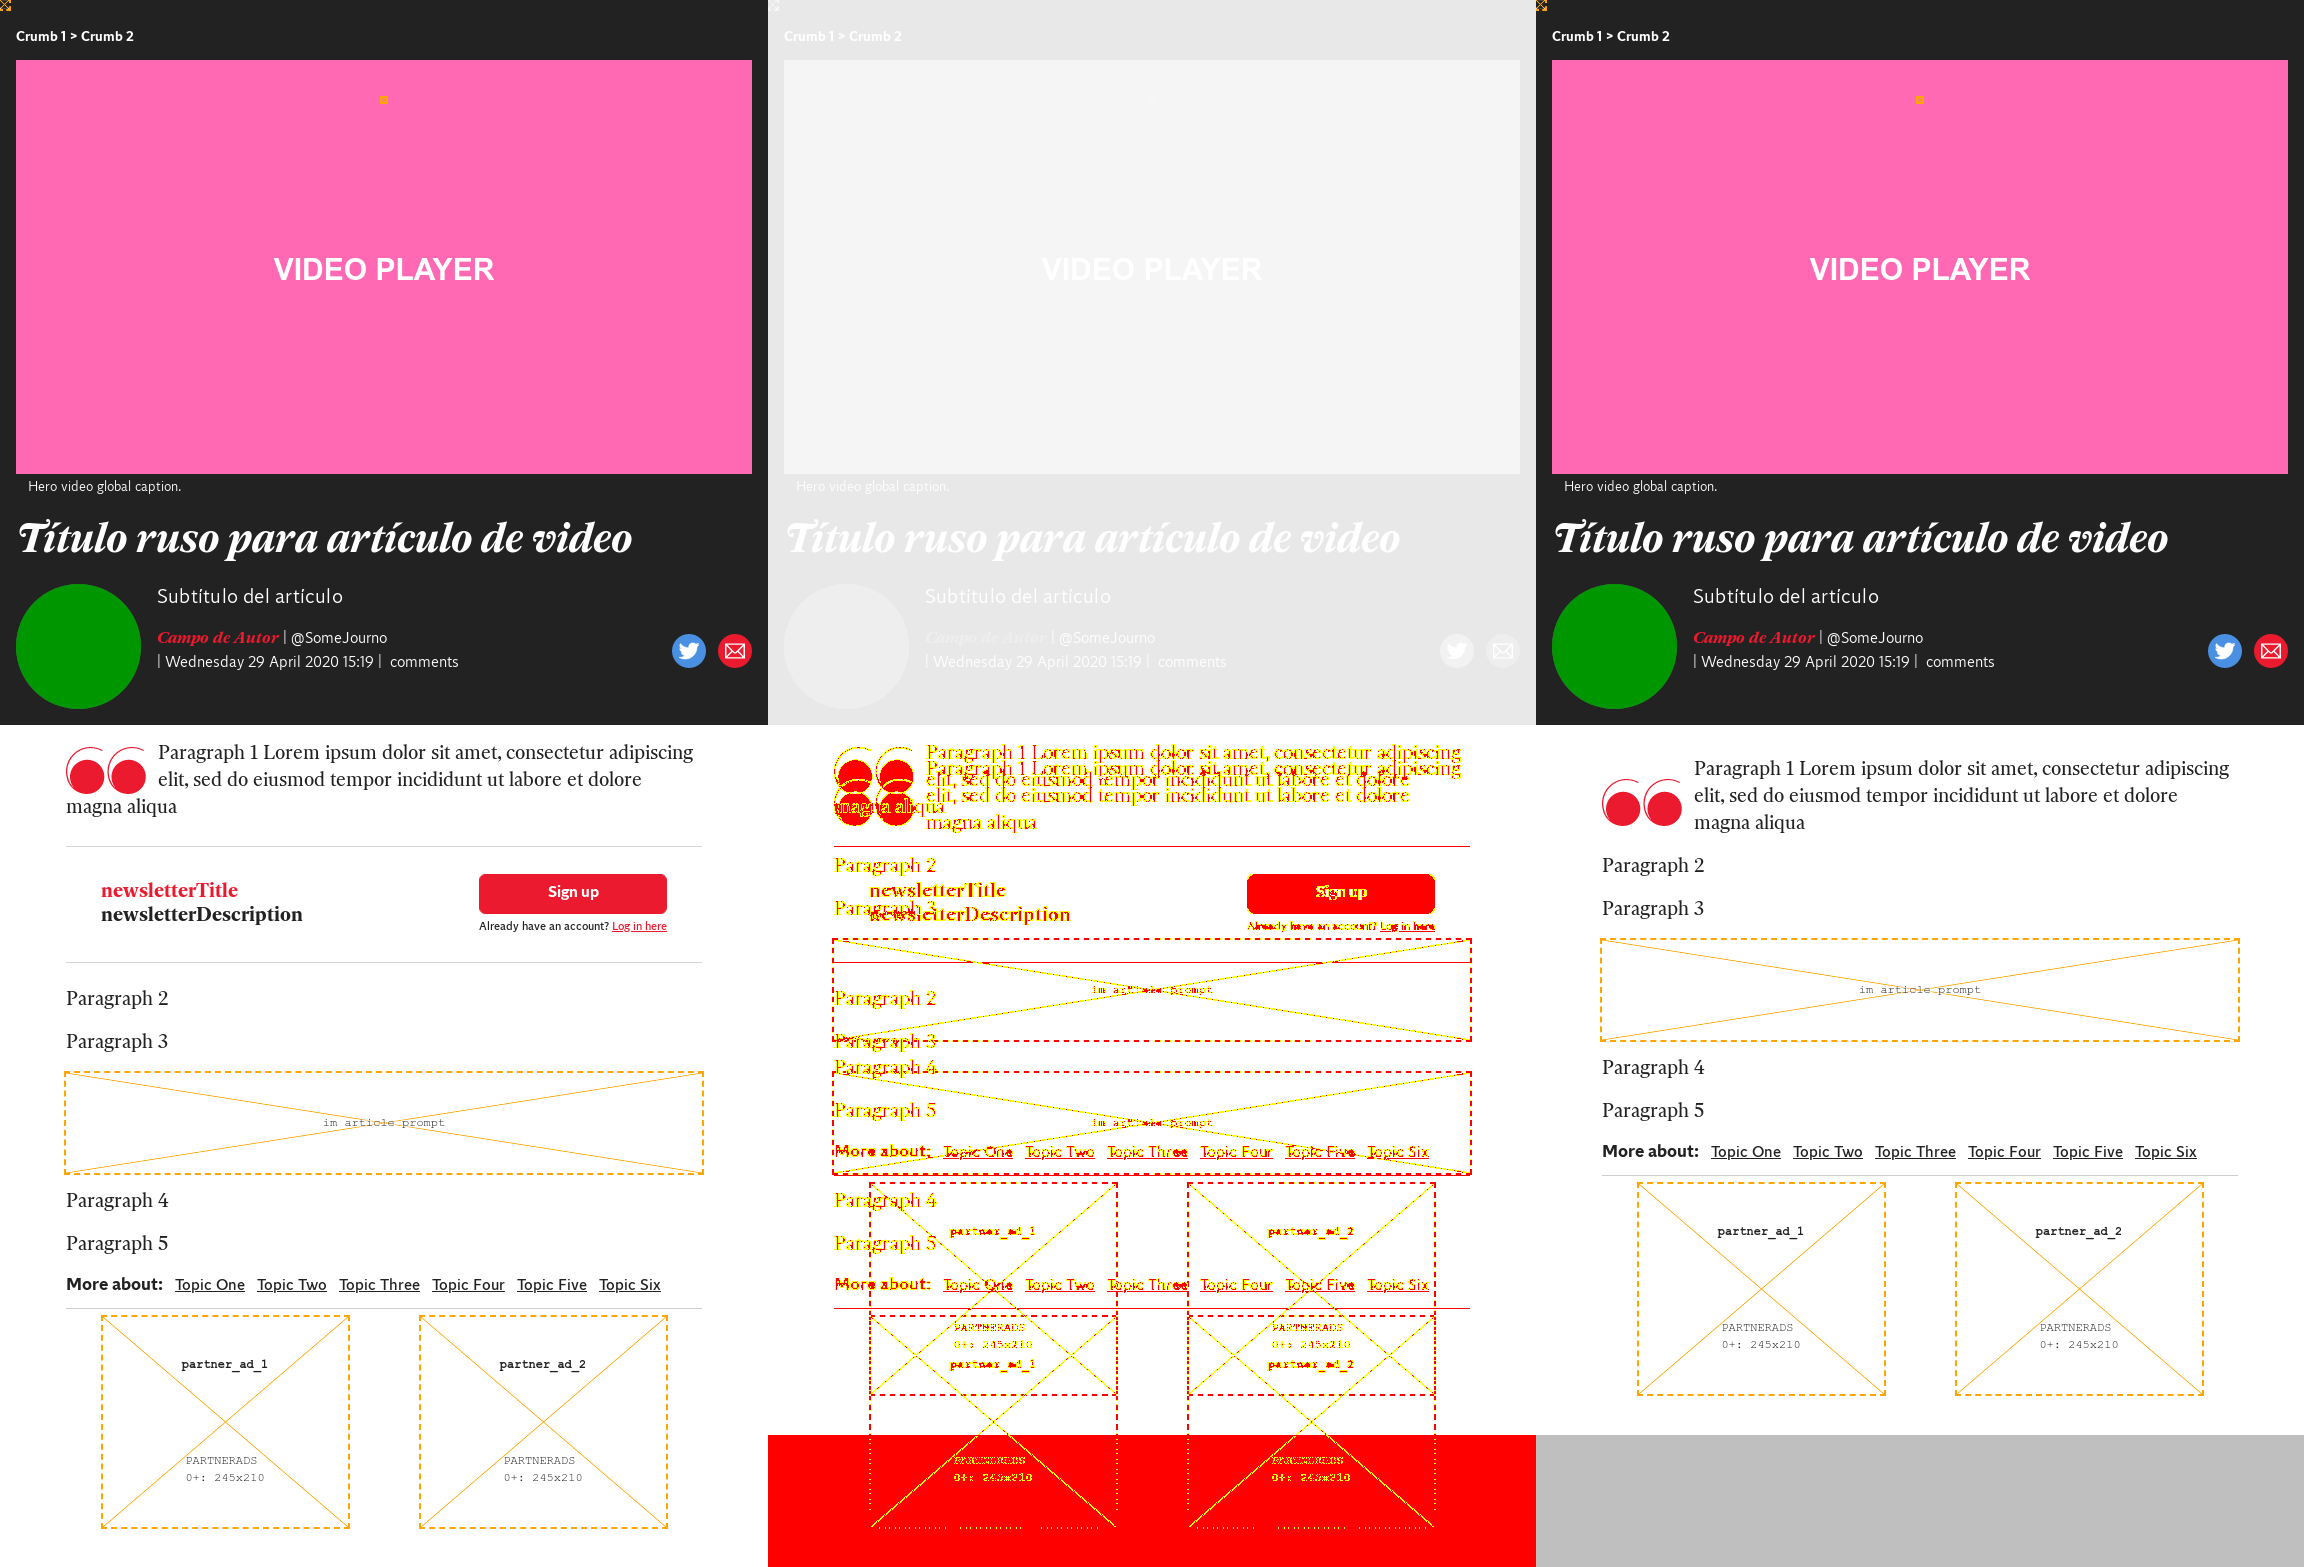 Crumb 1 > Crumb 2
VIDEO PLAYER
Hero video global caption.
Título ruso para artículo de video
Subtítulo del artículo
Campo de Autor | @SomeJourno
| Wednesday 29 April 2020 15:19 | comments
Paragraph 1 Lorem ipsum dolor sit amet, consectetur adipiscing
elit, sed do eiusmod tempor incididunt ut labore et dolore
magna aliqua
newsletterTitle
newsletterDescription
Sign up
Already have an account? Log in here
Paragraph 2
Paragraph 3
im article prompt
Paragraph 4
Paragraph 5
More about: Topic One Topic Two Topic Three Topic Four Topic Five Topic Six
partner_ad_1 partner_ad_2
PARTNERADS PARTNERADS
0+: 245x210 0+: 245x210
Crumb 1 > Crumb 2
VIDEO PLAYER
Hero video global caption.
Título ruso para artículo de video
Subtítulo del artículo
Campo de Autor | @SomeJourno
| Wednesday 29 April 2020 15:19 | comments
Paragraph 1 Lorem ipsum dolor sit amet, consectetur adipiscing
Paragraph 1 Lorem ipsum dolor sit amet, consectetur adipiscing
elit, sed do eiusmod tempor incididunt ut labore et dolore
elit, sed do eiusmod tempor incididunt ut labore et dolore
magna aliqua
magna aliqua
Paragraph 2
newsletterTitle
Sign up
Paragraph 3
newsletterDescription
Already have an account? Log in here
im article prompt
Paragraph 2
Paragraph 3
Paragraph 4
Paragraph 5
im article prompt
More about: Topic One Topic Two Topic Three Topic Four Topic Five Topic Six
Paragraph 4
partner_ad_1 partner_ad_2
Paragraph 5
More about: Topic One Topic Two Topic Three Topic Four Topic Five Topic Six
PARTNERADS PARTNERADS
0+: 245x210 0+: 245x210
partner_ad_1 partner_ad_2
PARTNERADS PARTNERADS
0+: 245x210 0+: 245x210
Crumb 1 > Crumb 2
VIDEO PLAYER
Hero video global caption.
Título ruso para artículo de video
Subtítulo del artículo
Campo de Autor | @SomeJourno
| Wednesday 29 April 2020 15:19 | comments
Paragraph 1 Lorem ipsum dolor sit amet, consectetur adipiscing
elit, sed do eiusmod tempor incididunt ut labore et dolore
magna aliqua
Paragraph 2
Paragraph 3
im article prompt
Paragraph 4
Paragraph 5
More about: Topic One Topic Two Topic Three Topic Four Topic Five Topic Six
partner_ad_1 partner_ad_2
PARTNERADS PARTNERADS
0+: 245x210 0+: 245x210